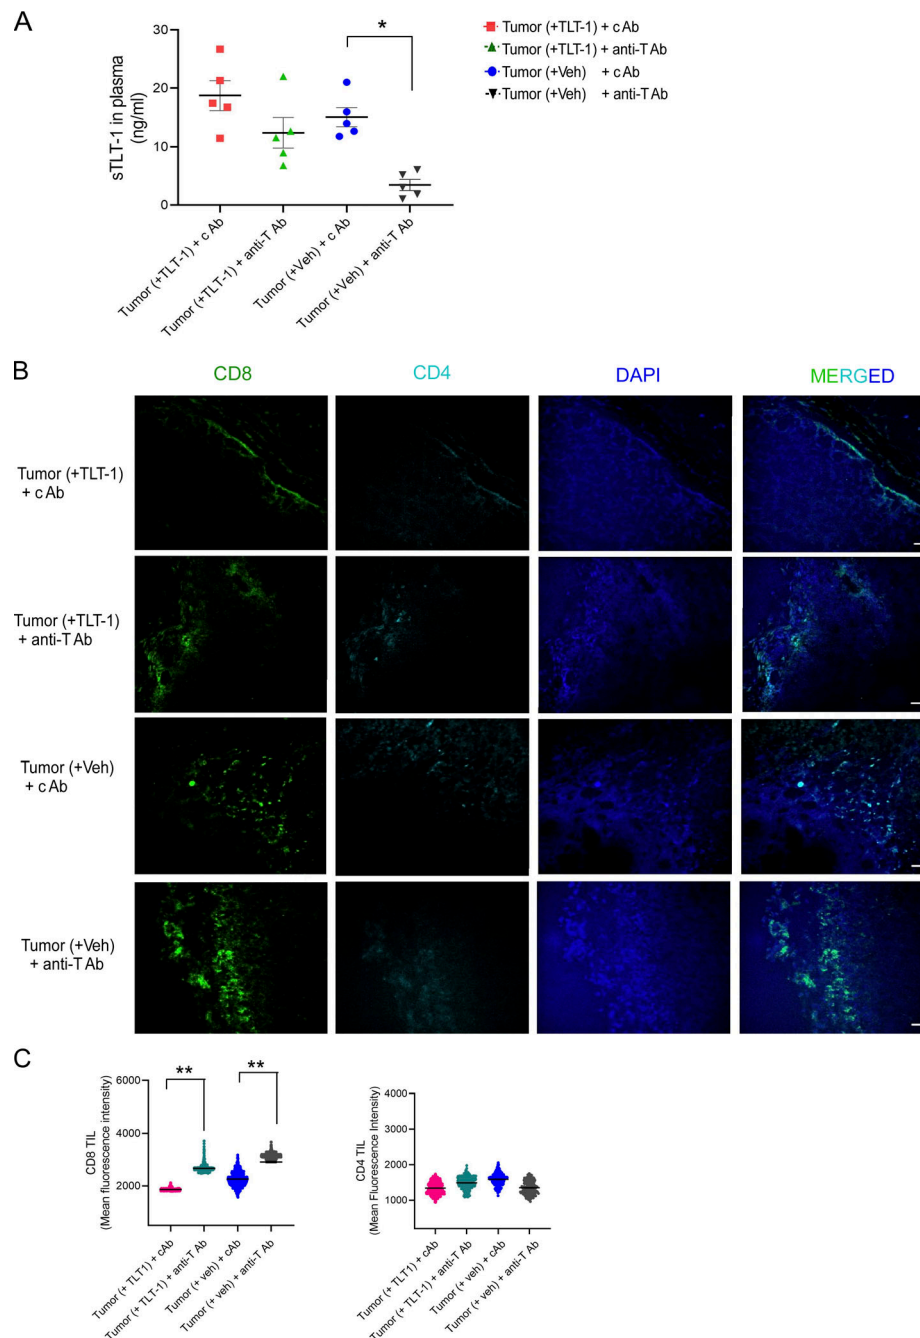 A
sTLT-1 in plasma
(ng/ml)
30
20
10
0
*
Tumor (+TLT-1) + c Ab
Tumor (+TLT-1) + anti-T Ab
Tumor (+Veh) + c Ab
Tumor (+Veh) + anti-T Ab
Tumor (+TLT-1) + c Ab
Tumor (+TLT-1) + anti-T Ab
Tumor (+Veh) + c Ab
Tumor (+Veh) + anti-T Ab
B
CD8 CD4 DAPI MERGED
Tumor (+TLT-1)
+ c Ab
Tumor (+TLT-1)
+ anti-T Ab
Tumor (+Veh)
+ c Ab
Tumor (+Veh)
+ anti-T Ab
C
CD8 TIL
(Mean fluorescence intensity)
6000
4000
2000
**
**
Tumor (+ TLT1) + cAb
Tumor (+ TLT-1) + anti-T Ab
Tumor (+ veh) + cAb
Tumor (+ veh) + anti-T Ab
CD4 TIL
(Mean Fluorescence Intensity)
4000
3000
2000
1000
Tumor (+ TLT1) + cAb
Tumor (+ TLT-1) + anti-T Ab
Tumor (+ veh) + cAb
Tumor (+ veh) + anti-T Ab